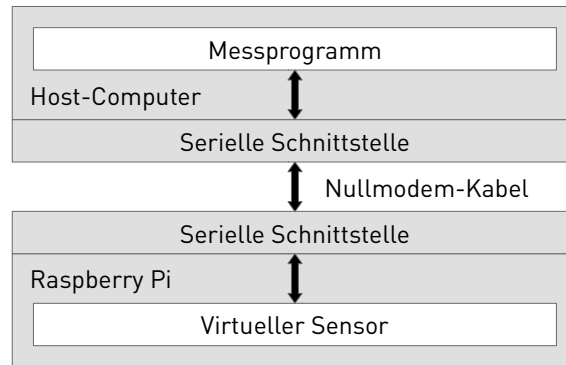 Messprogramm
Host-Computer
Serielle Schnittstelle
Nullmodem-Kabel
Serielle Schnittstelle
Raspberry Pi
Virtueller Sensor